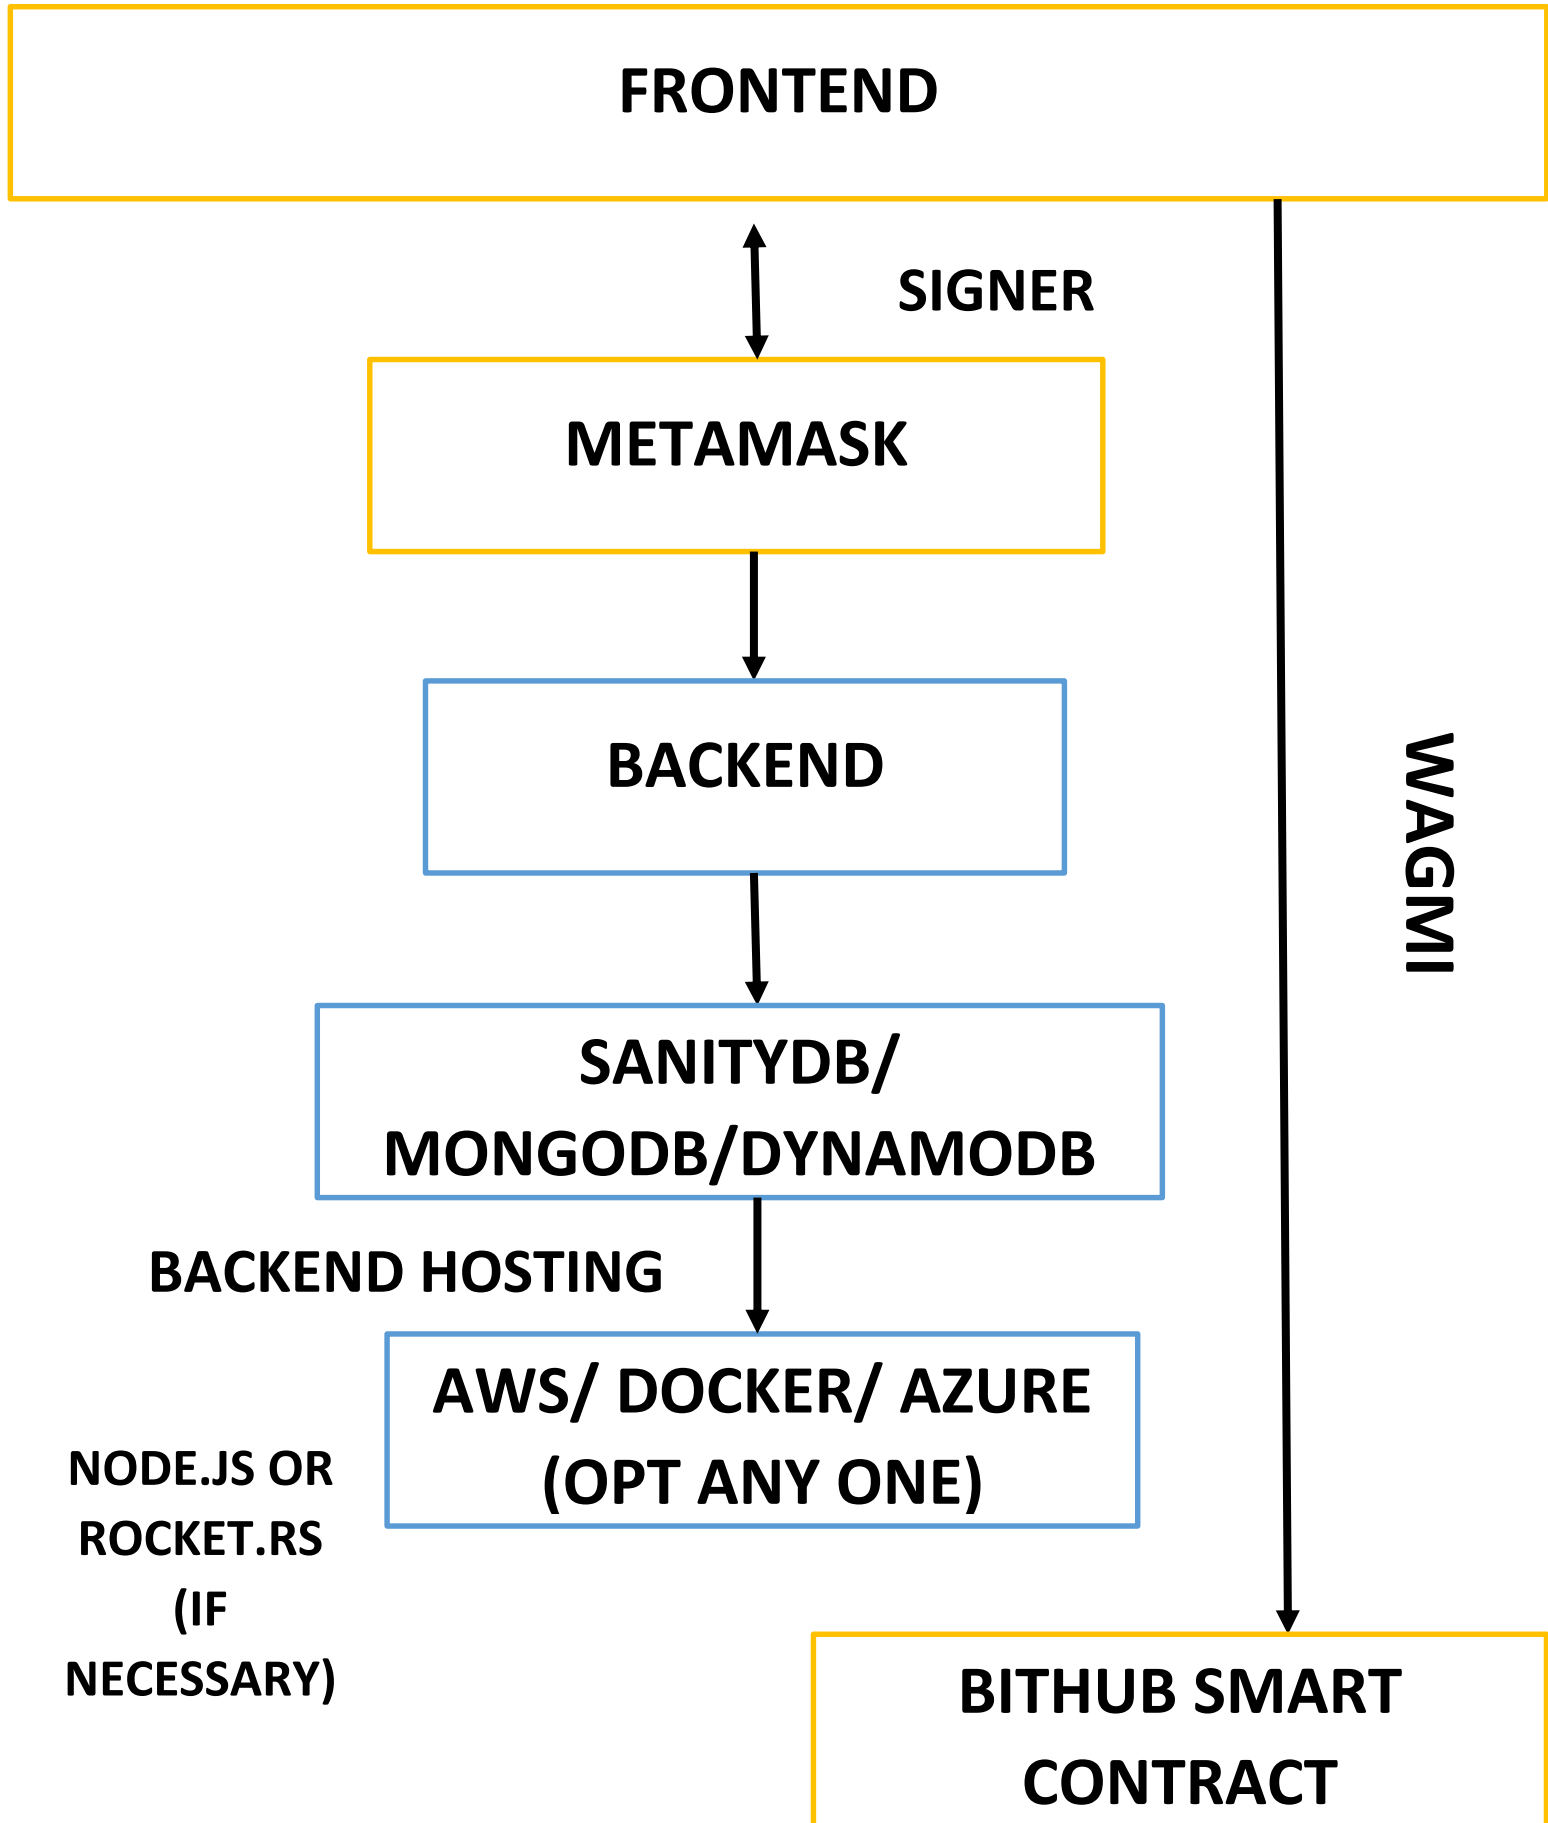 FRONTEND
SIGNER
METAMASK
BACKEND
WAGMI
SANITYDB/
MONGODB/DYNAMODB
BACKEND HOSTING
AWS/ DOCKER/ AZURE
(OPT ANY ONE)
NODE.JS OR
ROCKET.RS
(IF
NECESSARY)
BITHUB SMART
CONTRACT